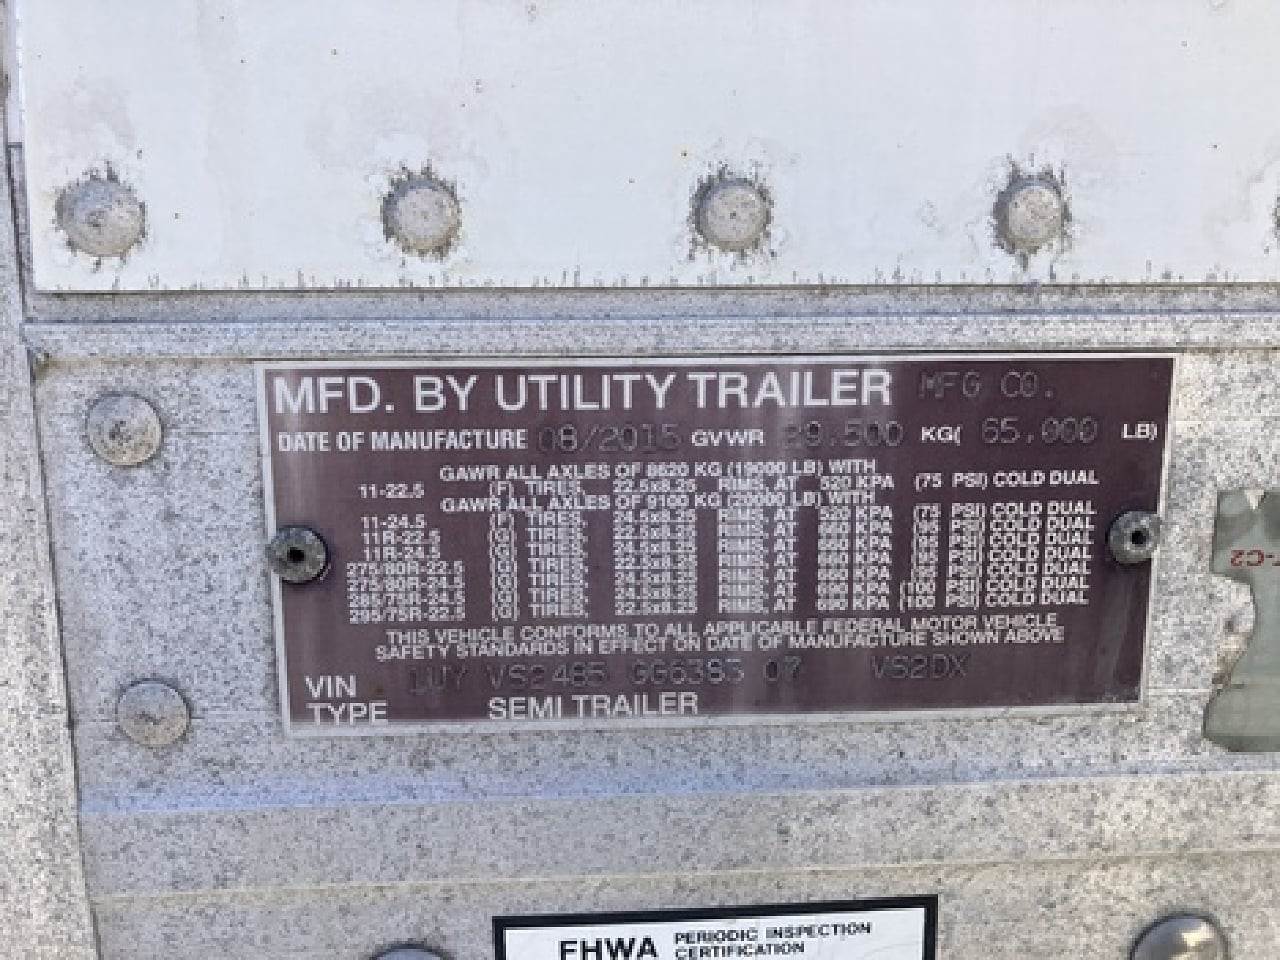 MFD. BY UTILITY TRAILER MFG CO.
DATE OF MANUFACTURE 08/2015 GVWR 29.500 KG( 65.000 LB)
GAWR ALL AXLES OF 8620 KG (19000 LB) WITH
11-22.5 (F) TIRES, 22.5x8.25 RIMS, AT 520 KPA (75 PSI) COLD DUAL
GAWR ALL AXLES OF 9100 KG (20000 LB) WITH
11-24.5 (F) TIRES, 24.5x8.25 RIMS, AT 520 KPA (75 PSI) COLD DUAL
11R-22.5 (G) TIRES, 22.5x8.25 RIMS, AT 660 KPA (95 PSI) COLD DUAL
11R-24.5 (G) TIRES, 24.5x8.25 RIMS, AT 660 KPA (95 PSI) COLD DUAL
275/80R-22.5 (G) TIRES, 22.5x8.25 RIMS, AT 660 KPA (95 PSI) COLD DUAL
275/80R-24.5 (G) TIRES, 24.5x8.25 RIMS, AT 660 KPA (95 PSI) COLD DUAL
285/75R-24.5 (G) TIRES, 24.5x8.25 RIMS, AT 690 KPA (100 PSI) COLD DUAL
295/75R-22.5 (G) TIRES, 22.5x8.25 RIMS, AT 690 KPA (100 PSI) COLD DUAL
THIS VEHICLE CONFORMS TO ALL APPLICABLE FEDERAL MOTOR VEHICLE
SAFETY STANDARDS IN EFFECT ON DATE OF MANUFACTURE SHOWN ABOVE
VIN 1UY VS2485 GG6383 07 VS2DX
TYPE SEMI TRAILER
FHWA PERIODIC INSPECTION
CERTIFICATION